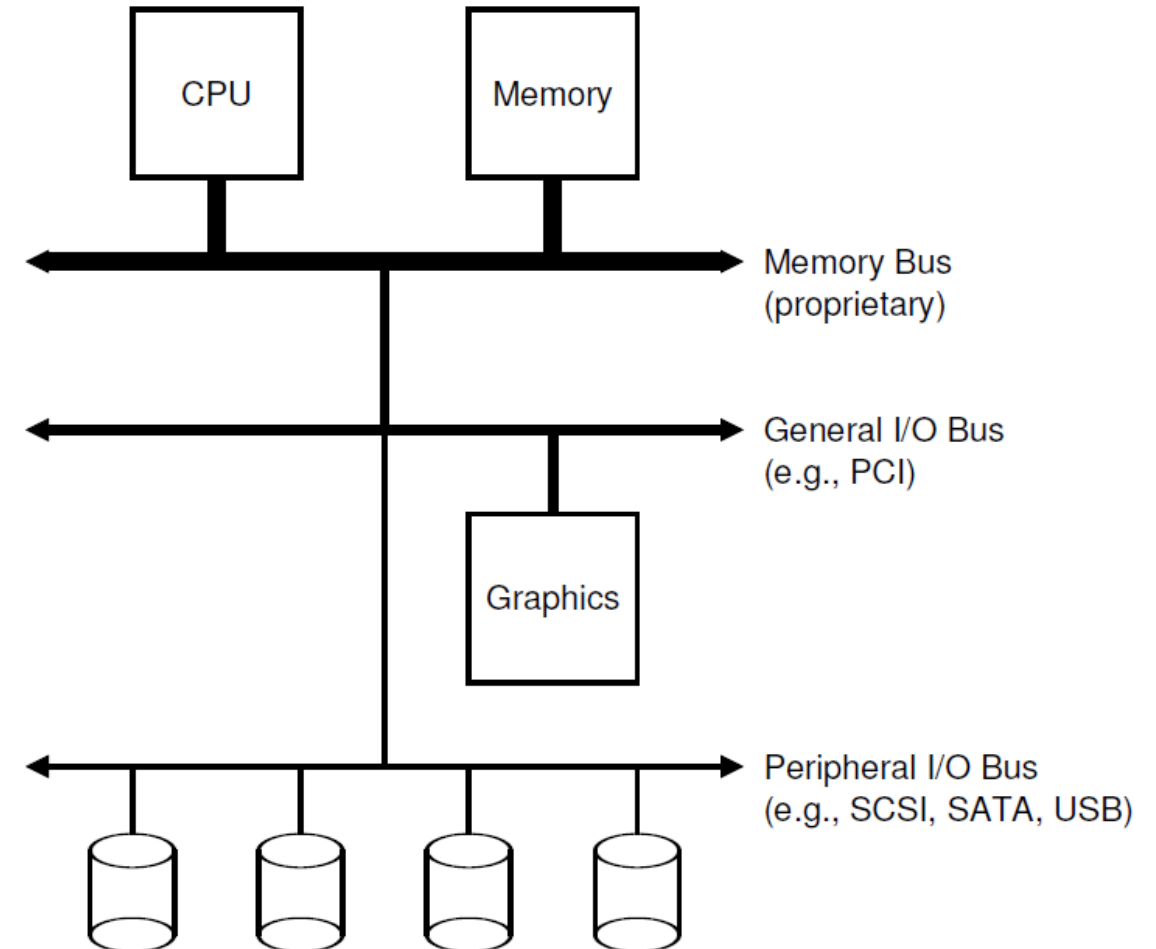 CPU
Memory
Memory Bus
(proprietary)
General I/O Bus
(e.g., PCI)
Graphics
Peripheral I/O Bus
(e.g., SCSI, SATA, USB)